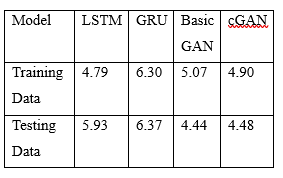 Model LSTM GRU Basic cGAN
GAN
Training 4.79 6.30 5.07 4.90
Data
Testing 5.93 6.37 4.44 4.48
Data